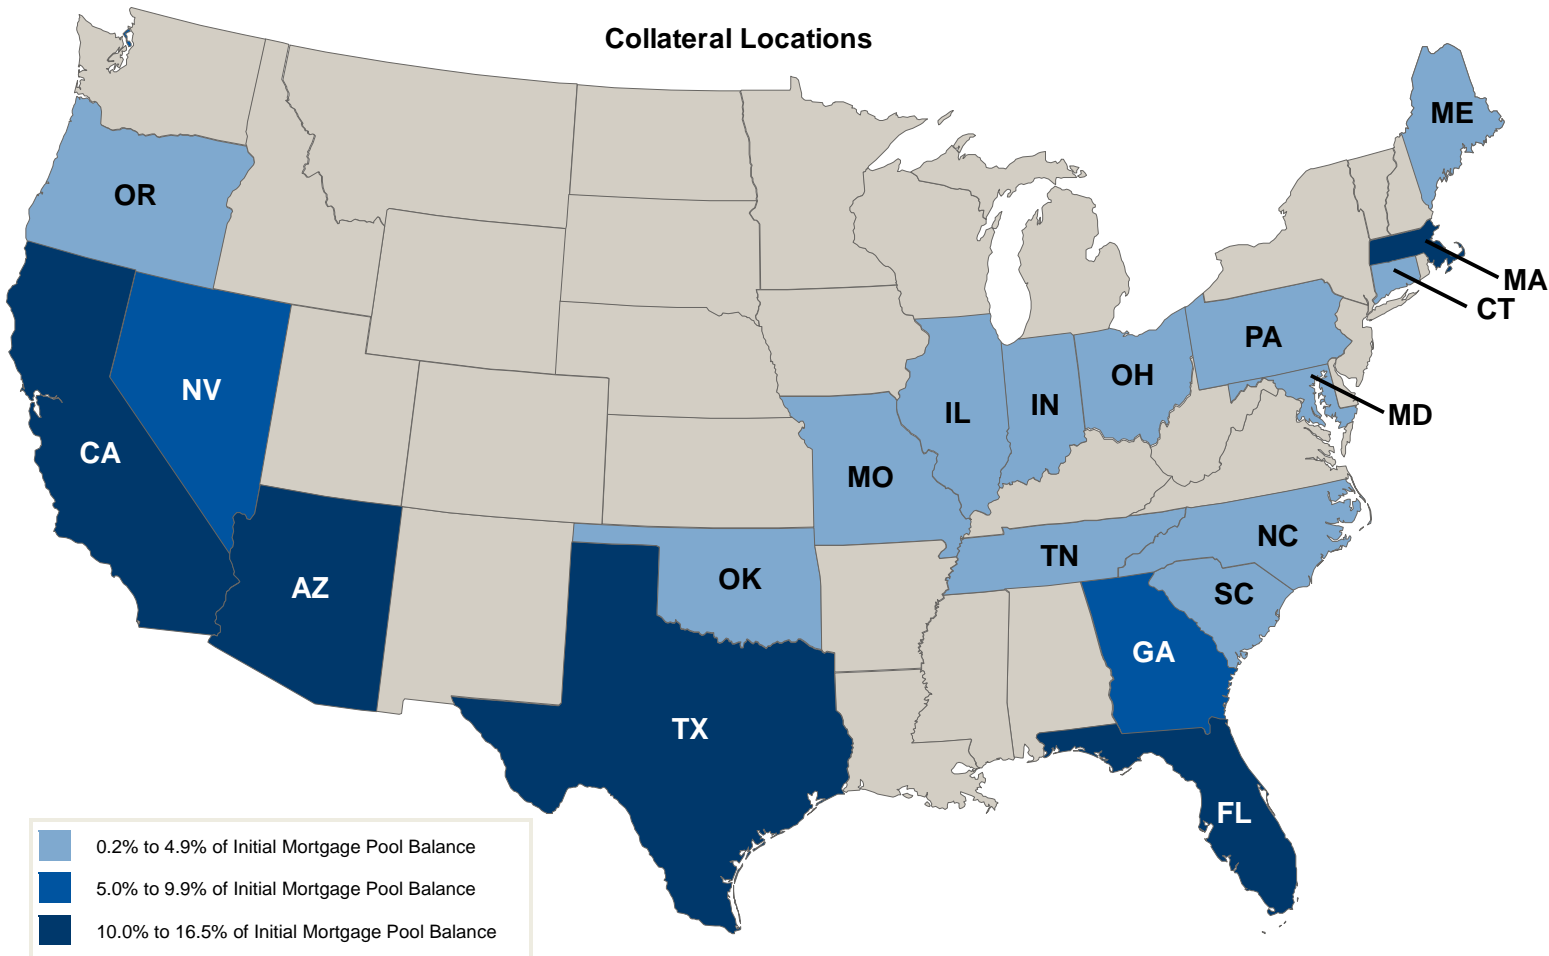 Collateral Locations
ME
OR
MA
CT
PA
NV
OH
IL
IN
MD
CA
MO
NC
TN
OK
AZ
SC
GA
TX
FL
0.2% to 4.9% of Initial Mortgage Pool Balance
5.0% to 9.9% of Initial Mortgage Pool Balance
10.0% to 16.5% of Initial Mortgage Pool Balance